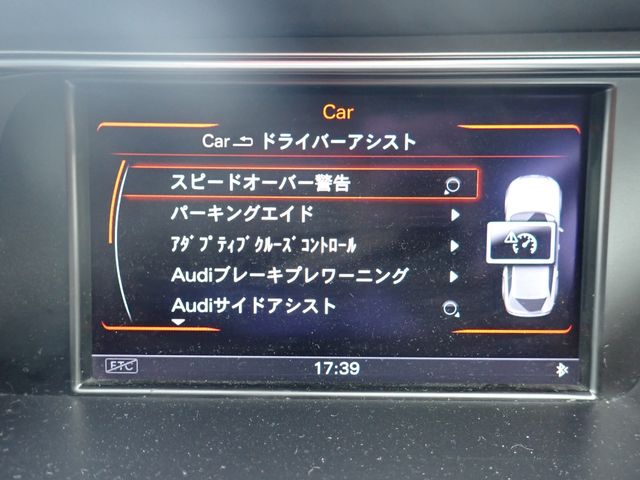 Car
Car ドライバーアシスト
スピードオーバー警告
パーキングエイド
ｱﾀﾞﾌﾟﾃｨﾌﾞｸﾙｰｽﾞｺﾝﾄﾛｰﾙ
Audiブレーキプレワーニング
Audiサイドアシスト
ETC 17:39